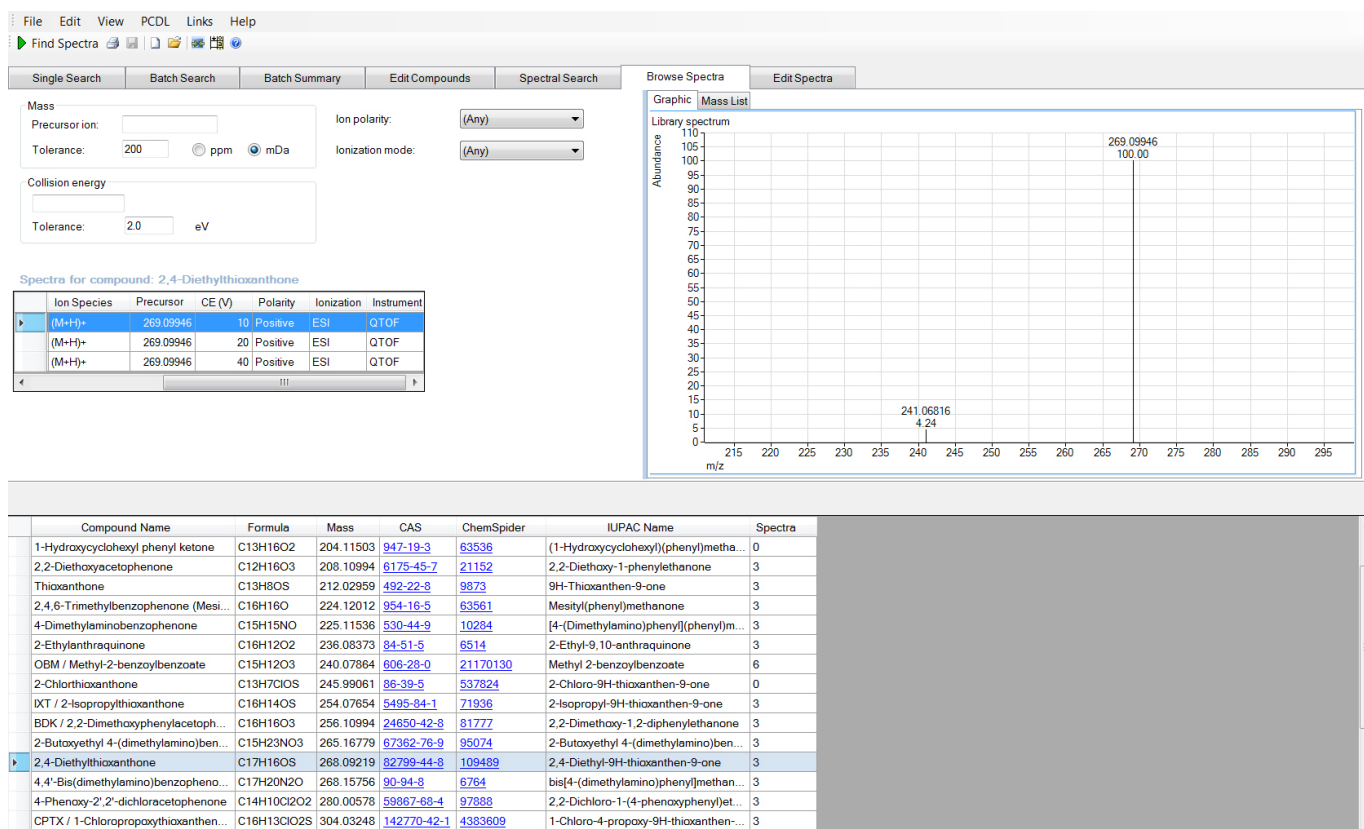 File Edit View PCDL Links Help
Find Spectra
Single Search Batch Search Batch Summary Edit Compounds Spectral Search Browse Spectra Edit Spectra
Mass
Precursor ion:
Tolerance: 200 ppm mDa
Ion polarity: (Any)
Ionization mode: (Any)
Collision energy
Tolerance: 2.0 eV
Spectra for compound: 2,4-Diethylthioxanthone
Ion Species Precursor CE (V) Polarity Ionization Instrument
(M+H)+ 269.09946 10 Positive ESI QTOF
(M+H)+ 269.09946 20 Positive ESI QTOF
(M+H)+ 269.09946 40 Positive ESI QTOF
Graphic Mass List
Library spectrum
Abundance
110
105
100
95
90
85
80
75
70
65
60
55
50
45
40
35
30
25
20
15
10
5
0
269.09946
100.00
241.06816
4.24
215 220 225 230 235 240 245 250 255 260 265 270 275 280 285 290 295
m/z
Compound Name Formula Mass CAS ChemSpider IUPAC Name Spectra
1-Hydroxycyclohexyl phenyl ketone C13H16O2 204.11503 947-19-3 63536 (1-Hydroxycyclohexyl)(phenyl)metha... 0
2,2-Diethoxyacetophenone C12H16O3 208.10994 6175-45-7 21152 2,2-Diethoxy-1-phenylethanone 3
Thioxanthone C13H8OS 212.02959 492-22-8 9873 9H-Thioxanthen-9-one 3
2,4,6-Trimethylbenzophenone (Mesi... C16H16O 224.12012 954-16-5 63561 Mesityl(phenyl)methanone 3
4-Dimethylaminobenzophenone C15H15NO 225.11536 530-44-9 10284 [4-(Dimethylamino)phenyl](phenyl)m... 3
2-Ethylanthraquinone C16H12O2 236.08373 84-51-5 6514 2-Ethyl-9,10-anthraquinone 3
OBM / Methyl-2-benzoylbenzoate C15H12O3 240.07864 606-28-0 21170130 Methyl 2-benzoylbenzoate 6
2-Chlorthioxanthone C13H7ClOS 245.99061 86-39-5 537824 2-Chloro-9H-thioxanthen-9-one 0
IXT / 2-Isopropylthioxanthone C16H14OS 254.07654 5495-84-1 71936 2-Isopropyl-9H-thioxanthen-9-one 3
BDK / 2,2-Dimethoxyphenylacetoph... C16H16O3 256.10994 24650-42-8 81777 2,2-Dimethoxy-1,2-diphenylethanone 3
2-Butoxyethyl 4-(dimethylamino)ben... C15H23NO3 265.16779 67362-76-9 95074 2-Butoxyethyl 4-(dimethylamino)ben... 3
2,4-Diethylthioxanthone C17H16OS 268.09219 82799-44-8 109489 2,4-Diethyl-9H-thioxanthen-9-one 3
4,4'-Bis(dimethylamino)benzopheno... C17H20N2O 268.15756 90-94-8 6764 bis[4-(dimethylamino)phenyl]methan... 3
4-Phenoxy-2',2'-dichloracetophenone C14H10Cl2O2 280.00578 59867-68-4 97888 2,2-Dichloro-1-(4-phenoxyphenyl)et... 3
CPTX / 1-Chloropropoxythioxanthen... C16H13ClO2S 304.03248 142770-42-1 4383609 1-Chloro-4-propoxy-9H-thioxanthen-... 3